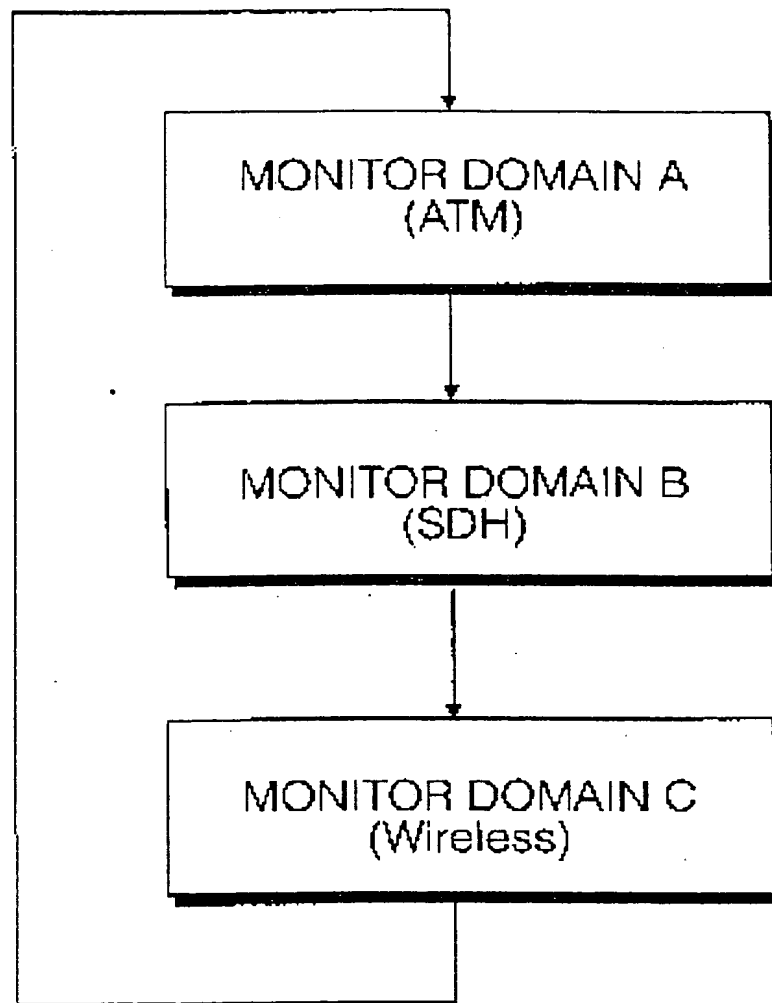 MONITOR DOMAIN A
(ATM)
MONITOR DOMAIN B
(SDH)
MONITOR DOMAIN C
(Wireless)